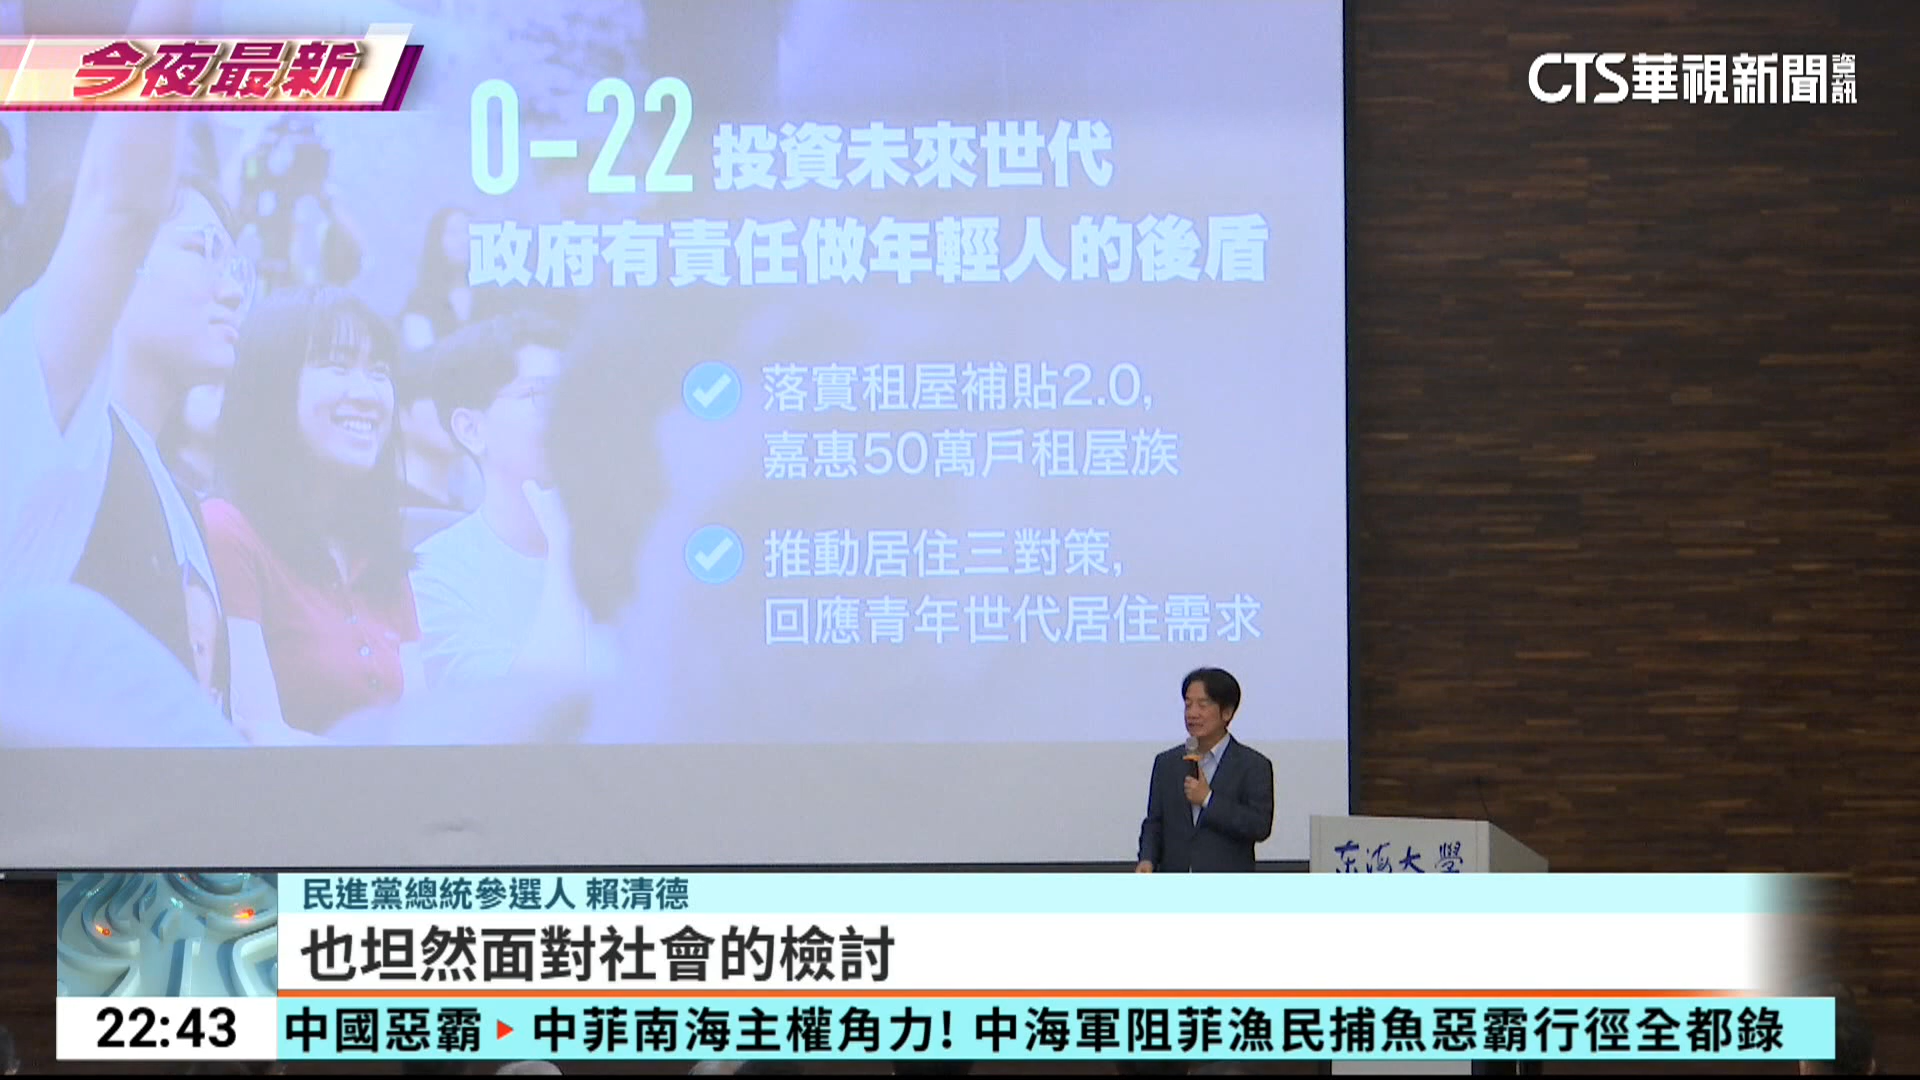 今夜最新
CTS華視新聞資訊
0-22 投資未來世代
政府有責任做年輕人的後盾
落實租屋補貼2.0,
嘉惠50萬戶租屋族
推動居住三對策,
回應青年世代居住需求
东海大學
民進黨總統參選人 賴清德
也坦然面對社會的檢討
22:43
中國惡霸▶中菲南海主權角力! 中海軍阻菲漁民捕魚惡霸行徑全都錄